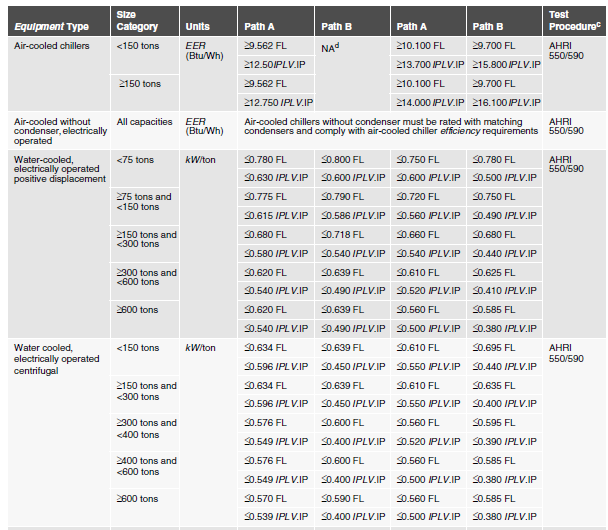 Equipment Type Size Category Units Path A Path B Path A Path B Test Procedurec
Air-cooled chillers <150 tons EER (Btu/Wh) ≥9.562 FL NAd ≥10.100 FL ≥9.700 FL AHRI 550/590
≥12.50IPLV.IP ≥13.700 IPLV.IP ≥15.800 IPLV.IP
≥150 tons ≥9.562 FL ≥10.100 FL ≥9.700 FL
≥12.750 IPLV.IP ≥14.000 IPLV.IP ≥16.100 IPLV.IP
Air-cooled without condenser, electrically operated All capacities EER (Btu/Wh) Air-cooled chillers without condenser must be rated with matching condensers and comply with air-cooled chiller efficiency requirements AHRI 550/590
Water-cooled, electrically operated positive displacement <75 tons kW/ton ≤0.780 FL ≤0.800 FL ≤0.750 FL ≤0.780 FL AHRI 550/590
≤0.630 IPLV.IP ≤0.600 IPLV.IP ≤0.600 IPLV.IP ≤0.500 IPLV.IP
≥75 tons and <150 tons ≤0.775 FL ≤0.790 FL ≤0.720 FL ≤0.750 FL
≤0.615 IPLV.IP ≤0.586 IPLV.IP ≤0.560 IPLV.IP ≤0.490 IPLV.IP
≥150 tons and <300 tons ≤0.680 FL ≤0.718 FL ≤0.660 FL ≤0.680 FL
≤0.580 IPLV.IP ≤0.540 IPLV.IP ≤0.540 IPLV.IP ≤0.440 IPLV.IP
≥300 tons and <600 tons ≤0.620 FL ≤0.639 FL ≤0.610 FL ≤0.625 FL
≤0.540 IPLV.IP ≤0.490 IPLV.IP ≤0.520 IPLV.IP ≤0.410 IPLV.IP
≥600 tons ≤0.620 FL ≤0.639 FL ≤0.560 FL ≤0.585 FL
≤0.540 IPLV.IP ≤0.490 IPLV.IP ≤0.500 IPLV.IP ≤0.380 IPLV.IP
Water cooled, electrically operated centrifugal <150 tons kW/ton ≤0.634 FL ≤0.639 FL ≤0.610 FL ≤0.695 FL AHRI 550/590
≤0.596 IPLV.IP ≤0.450 IPLV.IP ≤0.550 IPLV.IP ≤0.440 IPLV.IP
≥150 tons and <300 tons ≤0.634 FL ≤0.639 FL ≤0.610 FL ≤0.635 FL
≤0.596 IPLV.IP ≤0.450 IPLV.IP ≤0.550 IPLV.IP ≤0.400 IPLV.IP
≥300 tons and <400 tons ≤0.576 FL ≤0.600 FL ≤0.560 FL ≤0.595 FL
≤0.549 IPLV.IP ≤0.400 IPLV.IP ≤0.520 IPLV.IP ≤0.390 IPLV.IP
≥400 tons and <600 tons ≤0.576 FL ≤0.600 FL ≤0.560 FL ≤0.585 FL
≤0.549 IPLV.IP ≤0.400 IPLV.IP ≤0.500 IPLV.IP ≤0.380 IPLV.IP
≥600 tons ≤0.570 FL ≤0.590 FL ≤0.560 FL ≤0.585 FL
≤0.539 IPLV.IP ≤0.400 IPLV.IP ≤0.500 IPLV.IP ≤0.380 IPLV.IP